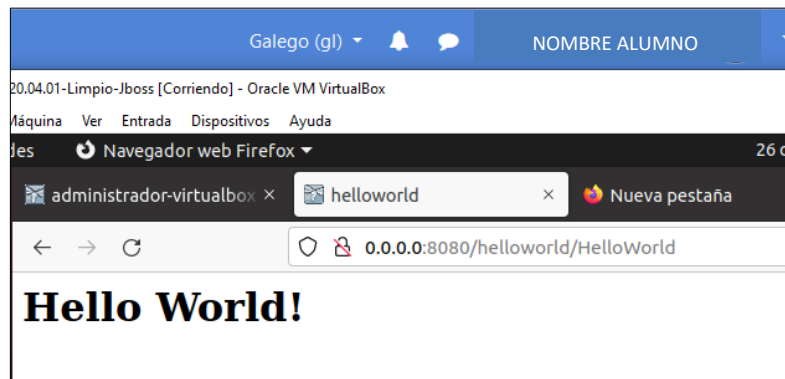 Galego (gl) NOMBRE ALUMNO
20.04.01-Limpio-Jboss [Corriendo] - Oracle VM VirtualBox
Máquina Ver Entrada Dispositivos Ayuda
Navegador web Firefox 26
administrador-virtualbox helloworld Nueva pestaña
0.0.0.0:8080/helloworld/HelloWorld
Hello World!